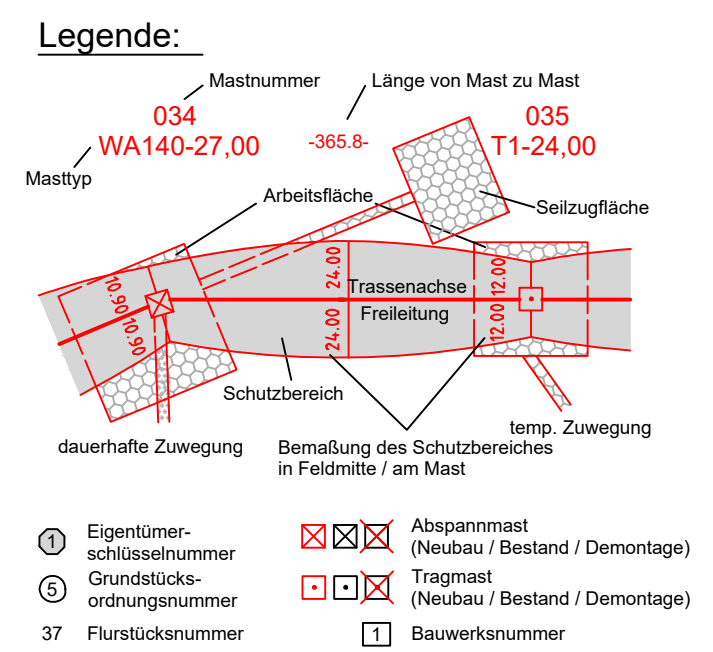 Legende:
Mastnummer
Länge von Mast zu Mast
034
035
WA140-27,00
-365.8-
T1-24,00
Masttyp
Arbeitsfläche
Seilzugfläche
10.90
10.90
24.00
24.00
Trassenachse
Freileitung
12.00
12.00
Schutzbereich
dauerhafte Zuwegung
temp. Zuwegung
Bemaßung des Schutzbereiches
in Feldmitte / am Mast
1
Eigentümer-
schlüsselnummer
Abspannmast
(Neubau / Bestand / Demontage)
5
Grundstücks-
ordnungsnummer
Tragmast
(Neubau / Bestand / Demontage)
37 Flurstücksnummer
1 Bauwerksnummer